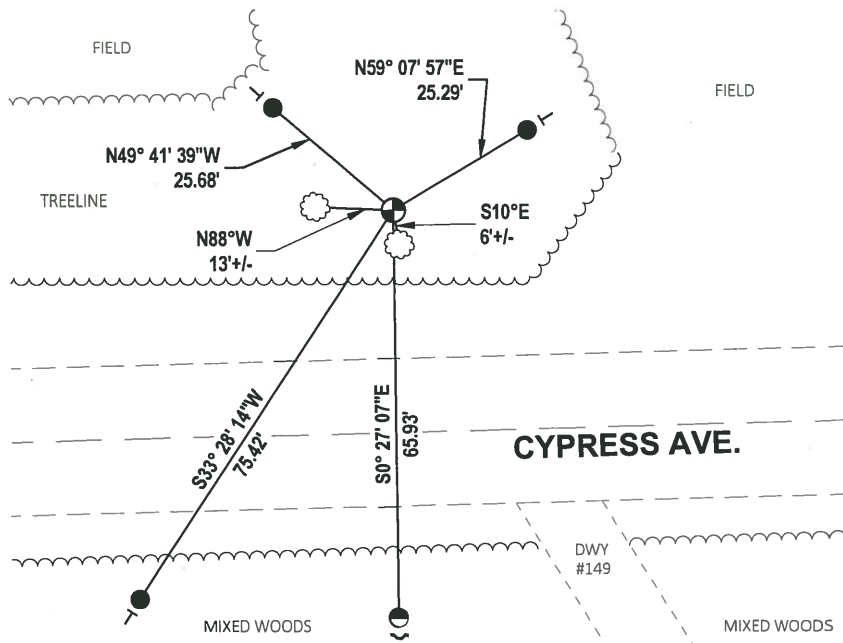 FIELD
N59° 07' 57"E
25.29'
FIELD
N49° 41' 39"W
25.68'
TREELINE
S10°E
6'+/-
N88°W
13'+/-
S33° 28' 14"W
75.42'
S0° 27' 07"E
65.93'
CYPRESS AVE.
DWY
#149
MIXED WOODS
MIXED WOODS